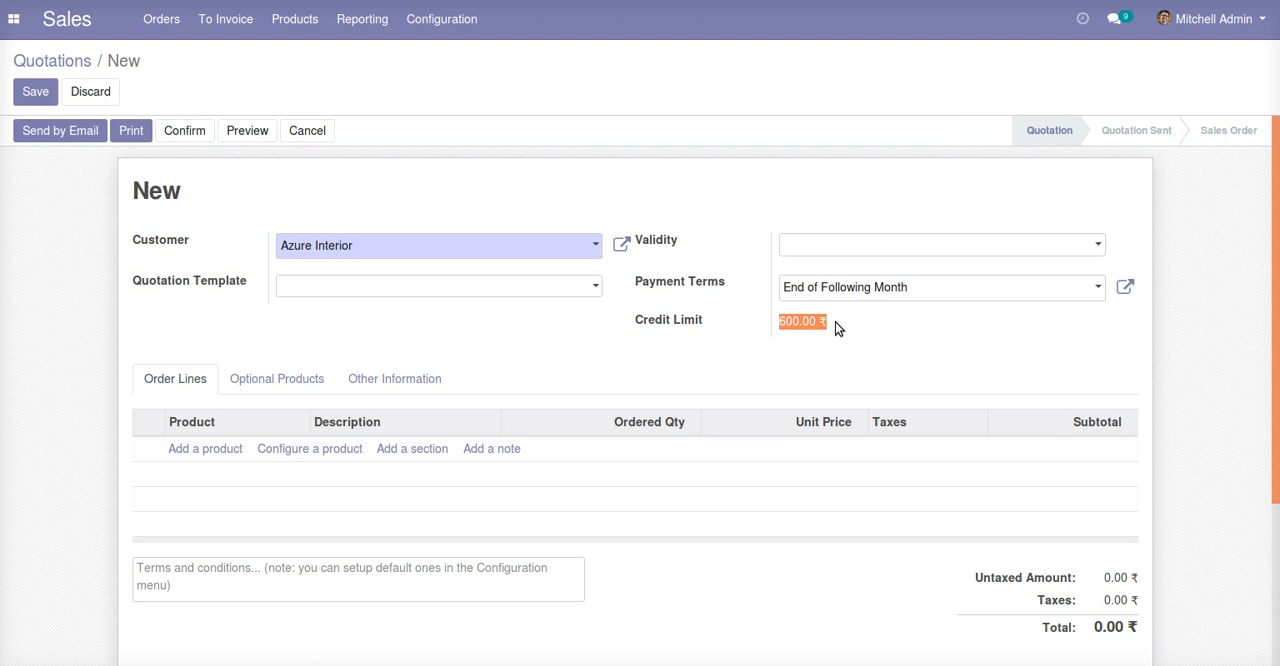 Sales Orders To Invoice Products Reporting Configuration 9 Mitchell Admin
Quotations / New
Save Discard
Send by Email Print Confirm Preview Cancel Quotation Quotation Sent Sales Order
New
Customer Azure Interior Validity
Quotation Template Payment Terms End of Following Month
Credit Limit 600.00 ₹
Order Lines Optional Products Other Information
Product Description Ordered Qty Unit Price Taxes Subtotal
Add a product Configure a product Add a section Add a note
Terms and conditions... (note: you can setup default ones in the Configuration
menu)
Untaxed Amount: 0.00 ₹
Taxes: 0.00 ₹
Total: 0.00 ₹